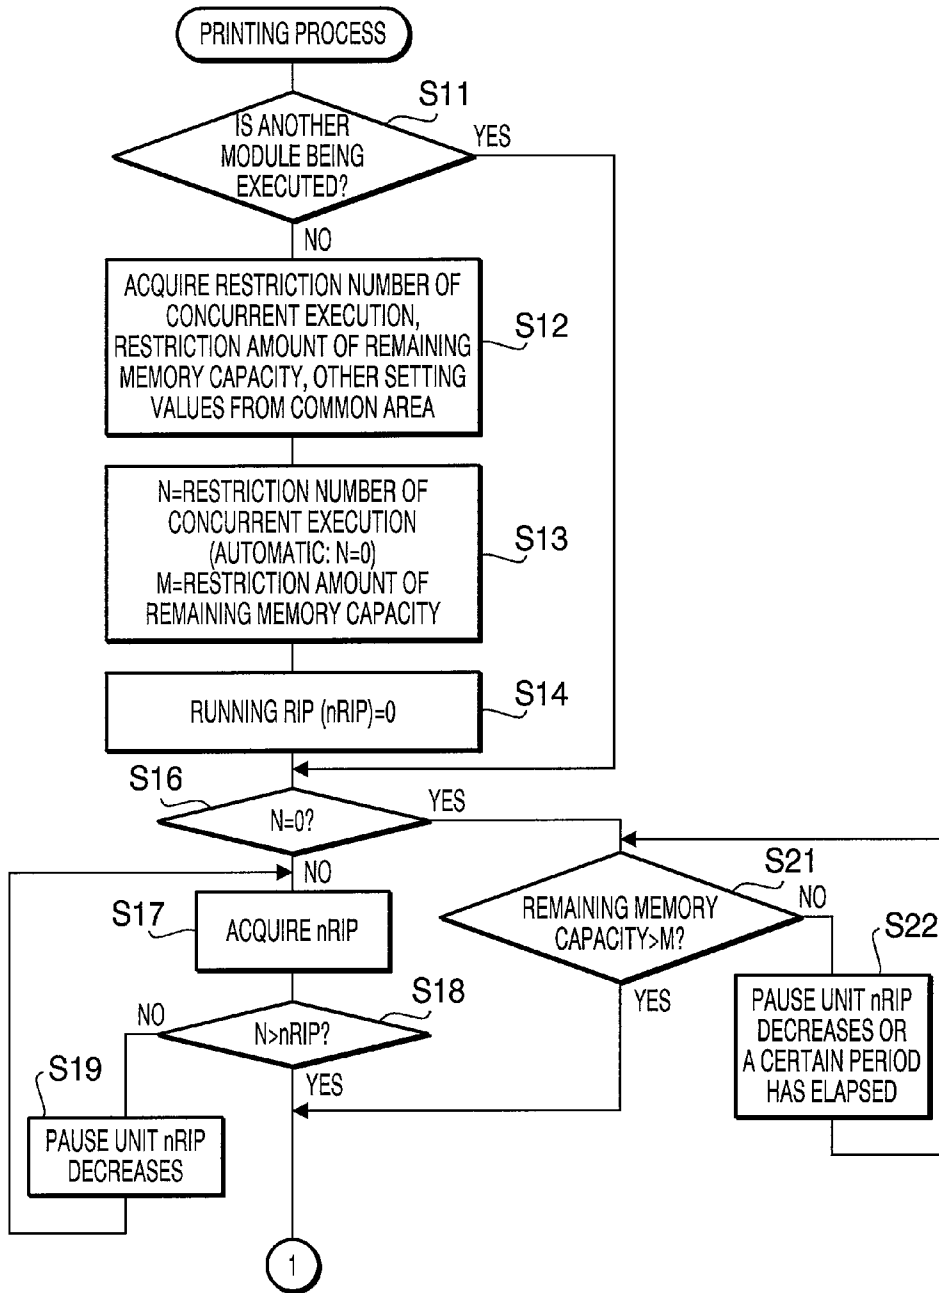 PRINTING PROCESS
S11
IS ANOTHER
MODULE BEING
EXECUTED?
YES
NO
ACQUIRE RESTRICTION NUMBER OF
CONCURRENT EXECUTION,
RESTRICTION AMOUNT OF REMAINING
MEMORY CAPACITY, OTHER SETTING
VALUES FROM COMMON AREA
S12
N=RESTRICTION NUMBER OF
CONCURRENT EXECUTION
(AUTOMATIC: N=0)
M=RESTRICTION AMOUNT OF
REMAINING MEMORY CAPACITY
S13
RUNNING RIP (nRIP)=0
S14
S16
N=0?
YES
NO
S17
ACQUIRE nRIP
S18
N>nRIP?
NO
YES
S19
PAUSE UNIT nRIP
DECREASES
S21
REMAINING MEMORY
CAPACITY>M?
NO
YES
S22
PAUSE UNIT nRIP
DECREASES OR
A CERTAIN PERIOD
HAS ELAPSED
1